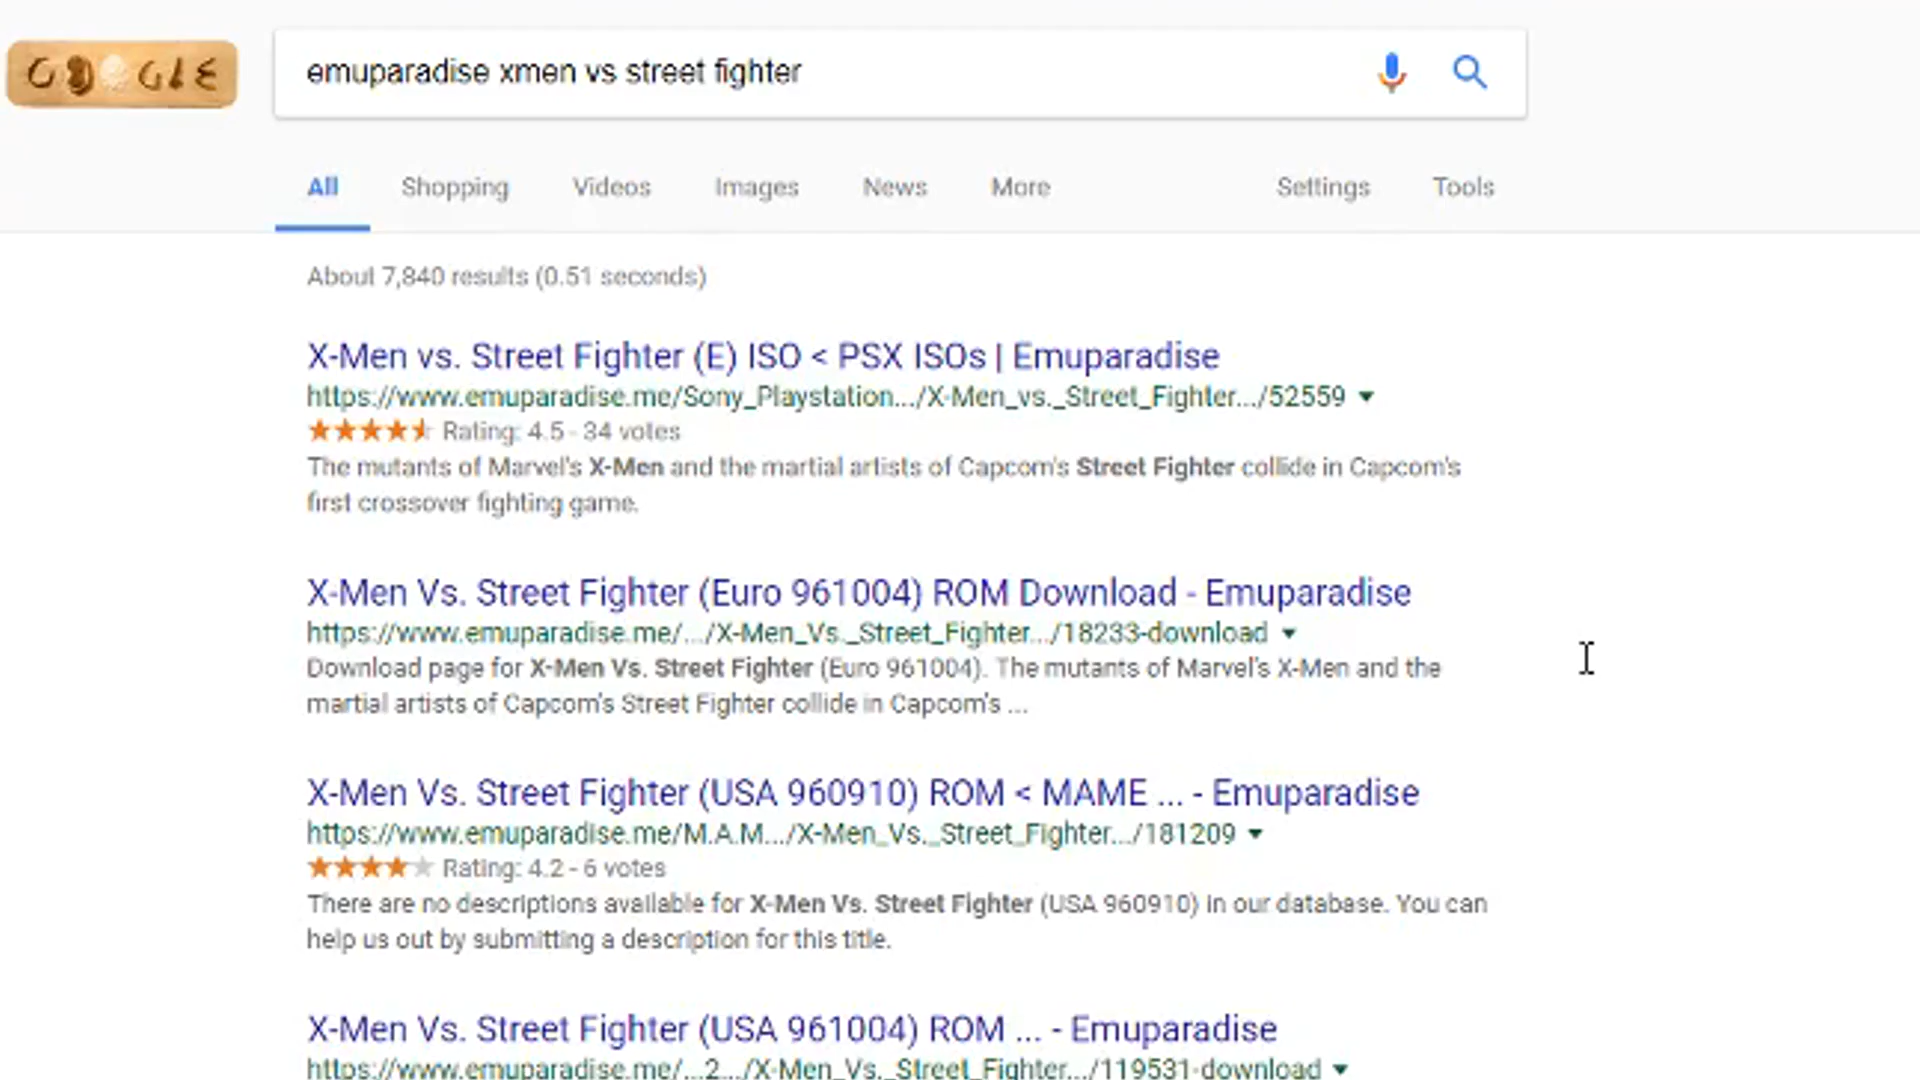 GOOGLE
emuparadise xmen vs street fighter
All Shopping Videos Images News More Settings Tools
About 7,840 results (0.51 seconds)
X-Men vs. Street Fighter (E) ISO < PSX ISOs | Emuparadise
https://www.emuparadise.me/Sony_Playstation.../X-Men_vs._Street_Fighter.../52559
Rating: 4.5 - 34 votes
The mutants of Marvel's X-Men and the martial artists of Capcom's Street Fighter collide in Capcom's
first crossover fighting game.
X-Men Vs. Street Fighter (Euro 961004) ROM Download - Emuparadise
https://www.emuparadise.me/.../X-Men_Vs._Street_Fighter.../18233-download
Download page for X-Men Vs. Street Fighter (Euro 961004). The mutants of Marvel's X-Men and the
martial artists of Capcom's Street Fighter collide in Capcom's ...
X-Men Vs. Street Fighter (USA 960910) ROM < MAME ... - Emuparadise
https://www.emuparadise.me/M.A.M.../X-Men_Vs._Street_Fighter.../181209
Rating: 4.2 - 6 votes
There are no descriptions available for X-Men Vs. Street Fighter (USA 960910) in our database. You can
help us out by submitting a description for this title.
X-Men Vs. Street Fighter (USA 961004) ROM ... - Emuparadise
https://www.emuparadise.me/...2.../X-Men_Vs._Street_Fighter.../119531-download